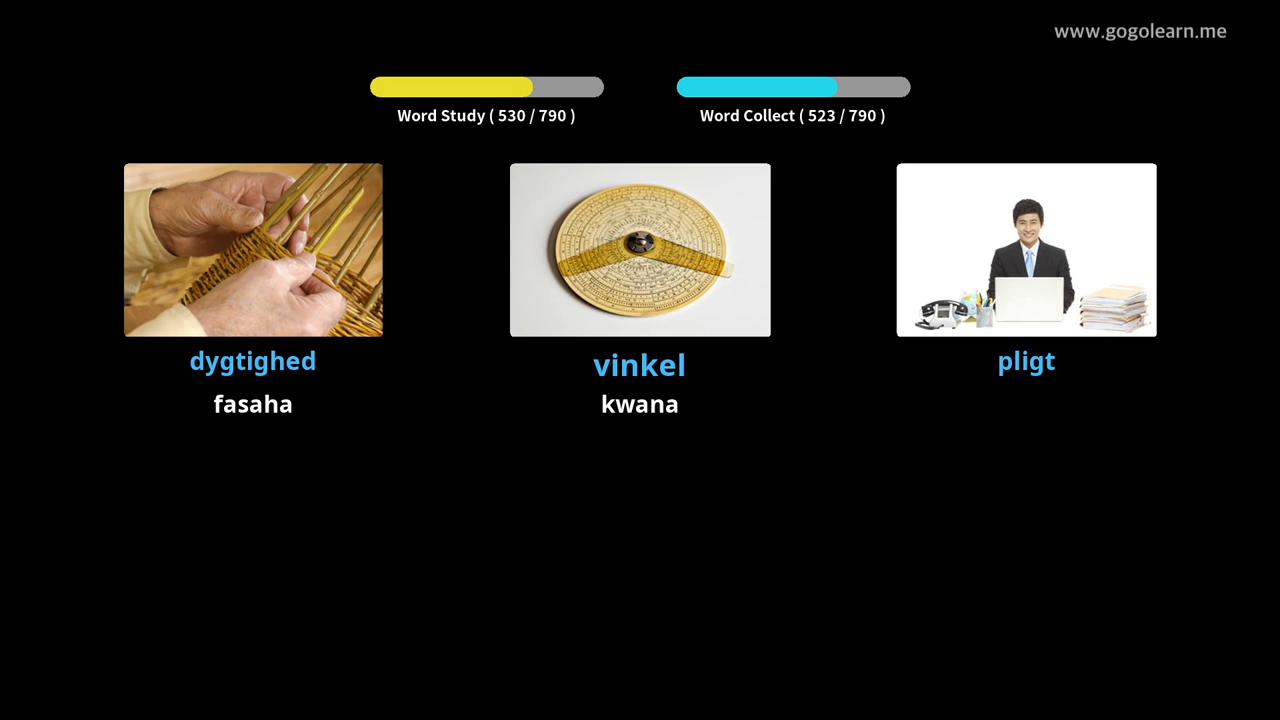 www.gogolearn.me
Word Study ( 530 / 790 )
Word Collect ( 523 / 790 )
dygtighed
vinkel
pligt
fasaha
kwana